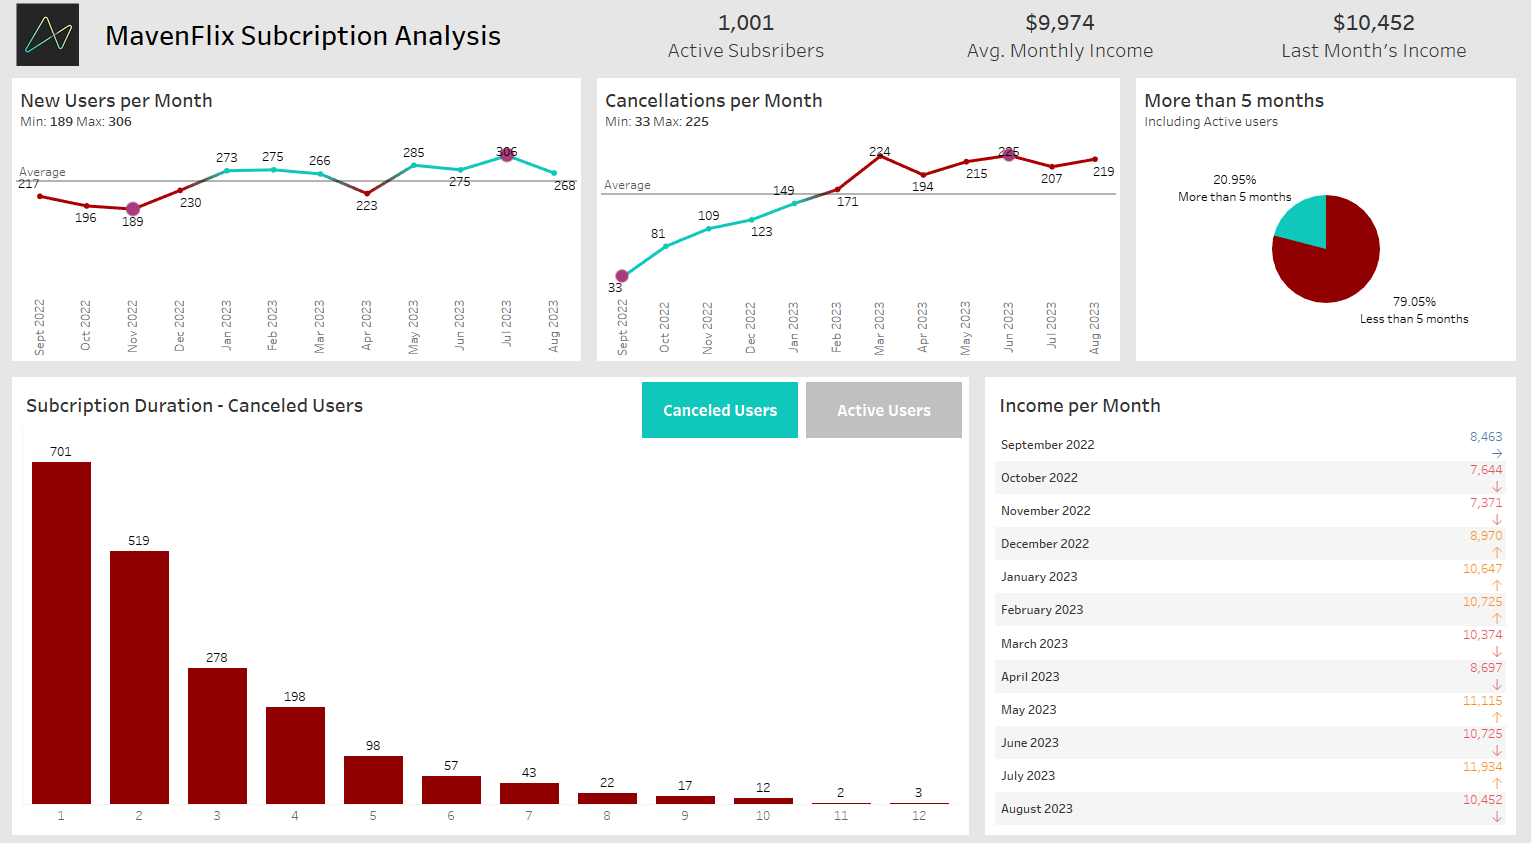 MavenFlix Subcription Analysis
1,001
Active Subsribers
$9,974
Avg. Monthly Income
$10,452
Last Month's Income
New Users per Month
Min: 189 Max: 306
Average
217
196
189
230
273
275
266
223
285
275
306
268
Sept 2022
Oct 2022
Nov 2022
Dec 2022
Jan 2023
Feb 2023
Mar 2023
Apr 2023
May 2023
Jun 2023
Jul 2023
Aug 2023
Cancellations per Month
Min: 33 Max: 225
Average
33
81
109
123
149
171
224
194
215
225
207
219
Sept 2022
Oct 2022
Nov 2022
Dec 2022
Jan 2023
Feb 2023
Mar 2023
Apr 2023
May 2023
Jun 2023
Jul 2023
Aug 2023
More than 5 months
Including Active users
20.95%
More than 5 months
79.05%
Less than 5 months
Subcription Duration - Canceled Users
Canceled Users
Active Users
701
519
278
198
98
57
43
22
17
12
2
3
1
2
3
4
5
6
7
8
9
10
11
12
Income per Month
September 2022 8,463
→
October 2022 7,644
↓
November 2022 7,371
↓
December 2022 8,970
↑
January 2023 10,647
↑
February 2023 10,725
↑
March 2023 10,374
↓
April 2023 8,697
↓
May 2023 11,115
↑
June 2023 10,725
↓
July 2023 11,934
↑
August 2023 10,452
↓